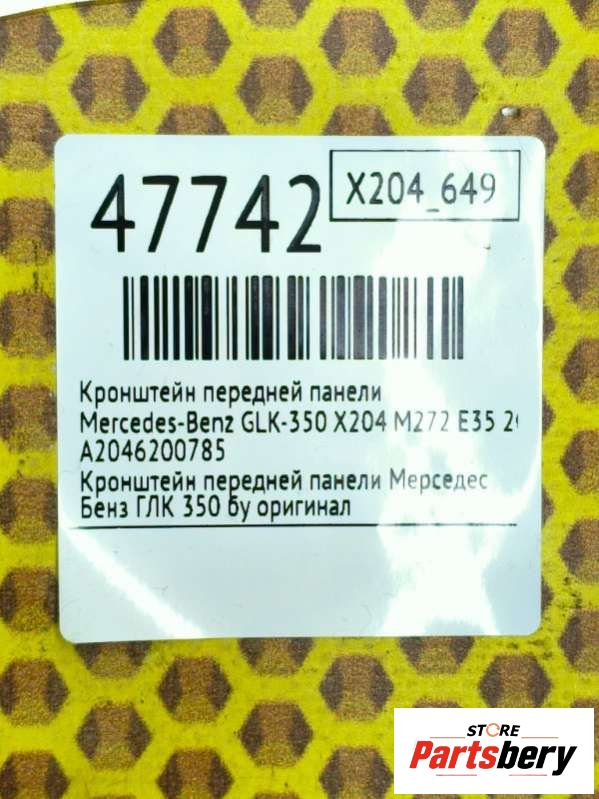 47742
X204_649
Кронштейн передней панели
Mercedes-Benz GLK-350 X204 M272 E35
A2046200785
Кронштейн передней панели Мерседес
Бенз ГЛК 350 бу оригинал
STORE
Partsbery